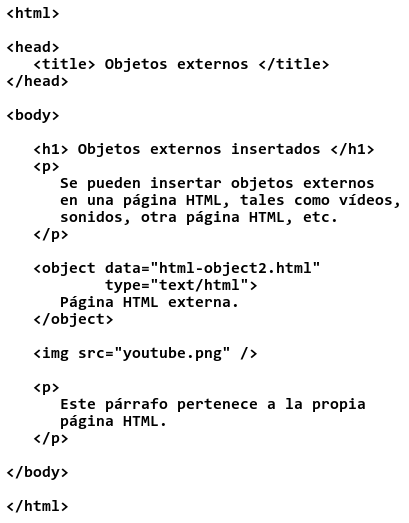 <html>
<head>
<title> Objetos externos </title>
</head>
<body>
<h1> Objetos externos insertados </h1>
<p>
Se pueden insertar objetos externos
en una página HTML, tales como vídeos,
sonidos, otra página HTML, etc.
</p>
<object data="html-object2.html"
type="text/html">
Página HTML externa.
</object>
<img src="youtube.png" />
<p>
Este párrafo pertenece a la propia
página HTML.
</p>
</body>
</html>